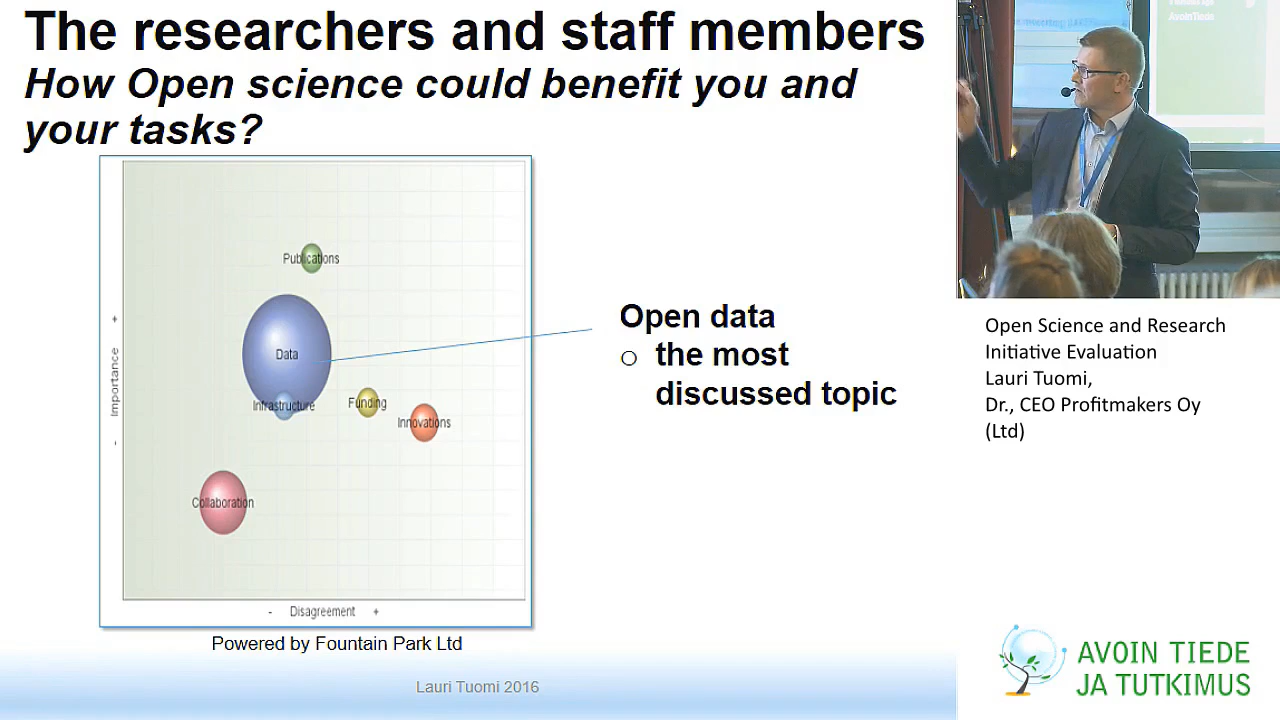 The researchers and staff members
How Open science could benefit you and
your tasks?
Publications
Data
Infrastructure
Funding
Innovations
Collaboration
- Importance +
- Disagreement +
Powered by Fountain Park Ltd
Open data
o the most
discussed topic
Lauri Tuomi 2016
AvoinTiede
Open Science and Research
Initiative Evaluation
Lauri Tuomi,
Dr., CEO Profitmakers Oy
(Ltd)
AVOIN TIEDE
JA TUTKIMUS